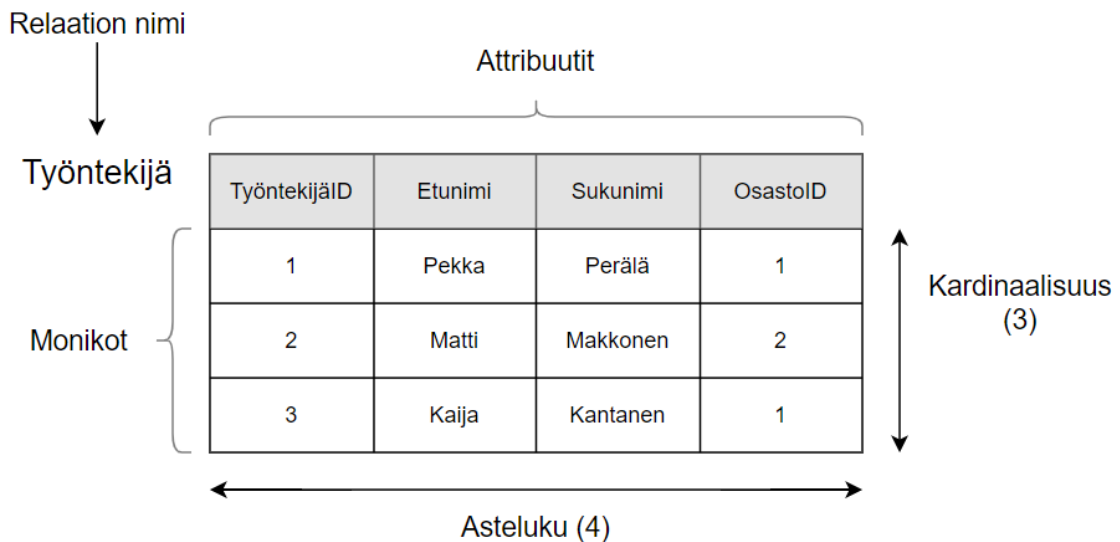 Relaation nimi
Attribuutit
Työntekijä
TyöntekijäID Etunimi Sukunimi OsastoID
1 Pekka Perälä 1
2 Matti Makkonen 2
3 Kaija Kantanen 1
Monikot
Kardinaalisuus
(3)
Asteluku (4)